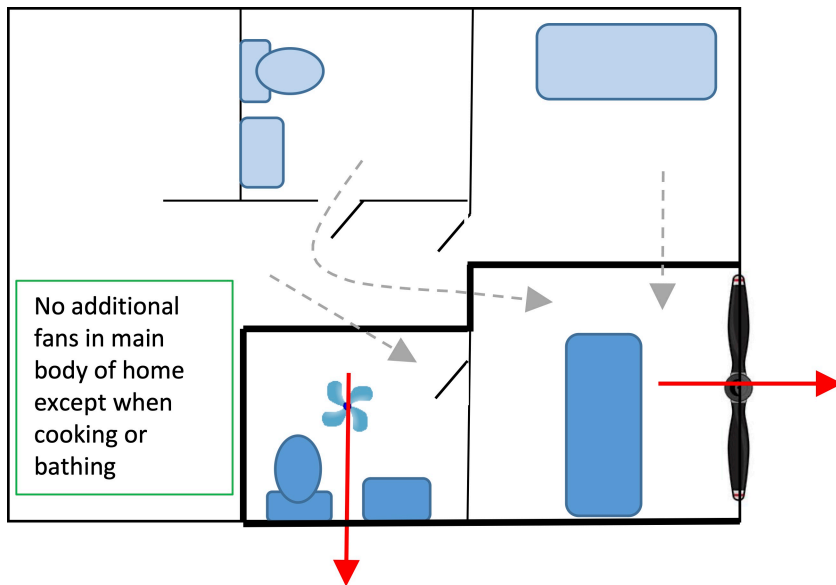 No additional
fans in main
body of home
except when
cooking or
bathing